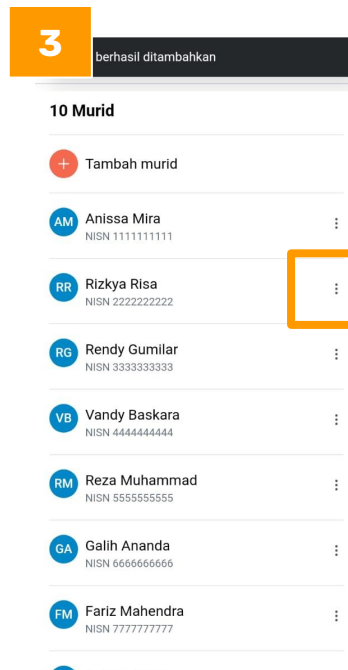 3
berhasil ditambahkan
10 Murid
+ Tambah murid
AM Anissa Mira
NISN 1111111111
RR Rizkya Risa
NISN 2222222222
RG Rendy Gumilar
NISN 3333333333
VB Vandy Baskara
NISN 4444444444
RM Reza Muhammad
NISN 5555555555
GA Galih Ananda
NISN 6666666666
FM Fariz Mahendra
NISN 7777777777